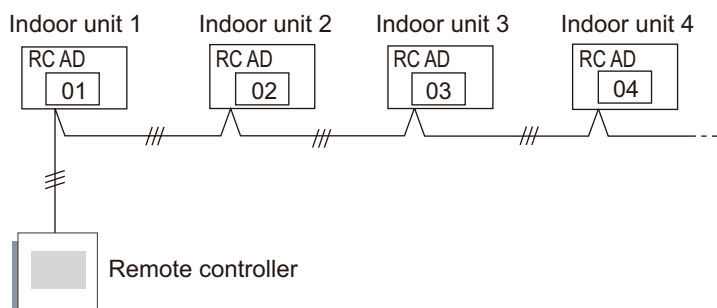 Indoor unit 1 Indoor unit 2 Indoor unit 3 Indoor unit 4
RC AD RC AD RC AD RC AD
01 02 03 04
Remote controller